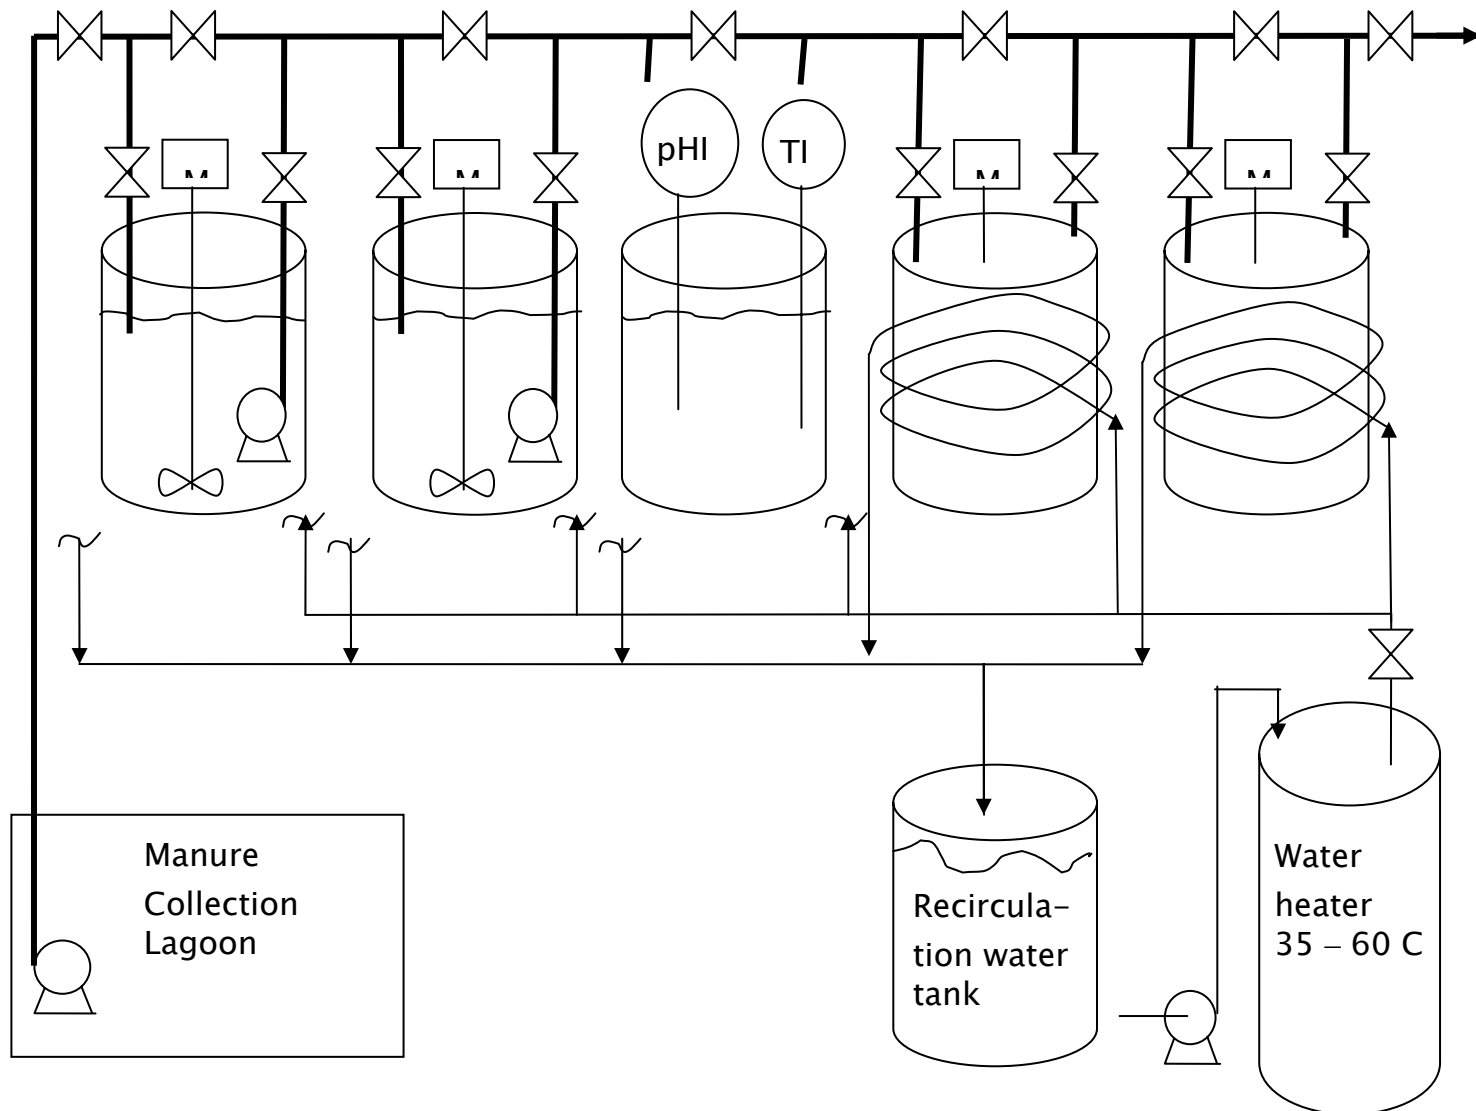 pHI
TI
Manure
Collection
Lagoon
Recircula-
tion water
tank
Water
heater
35 – 60 C